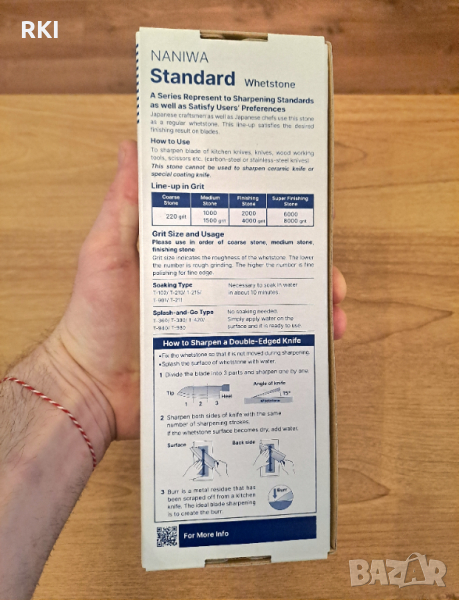 RKI
NANIWA
Standard Whetstone
A Series Represent to Sharpening Standards
as well as Satisfy Users' Preferences
Japanese craftsmen as well as Japanese chefs use this stone
as a regular whetstone. This line-up satisfies the desired
finishing result on blades.
How to Use
To sharpen blade of kitchen knives, knives, wood working
tools, scissors etc. (carbon-steel or stainless-steel knives)
This stone cannot be used to sharpen ceramic knife or
special coating knife.
Line-up in Grit
Coarse Stone Medium Stone Finishing Stone Super Finishing Stone
220 grit 1000 1500 grit 2000 4000 grit 6000 8000 grit
Grit Size and Usage
Please use in order of coarse stone, medium stone,
finishing stone
Grit size indicates the roughness of the whetstone. The lower
the number is rough grinding. The higher the number is fine
polishing for fine edge.
Soaking Type Necessary to soak in water
in about 10 minutes.
Splash-and-Go Type No soaking needed.
Simply apply water on the
surface and it is ready to use.
How to Sharpen a Double-Edged Knife
•Fix the whetstone so that it is not moved during sharpening.
•Splash the surface of whetstone with water.
1 Divide the blade into 3 parts and sharpen one by one.
Tip Heel
1 2 3
Angle of knife
15°
Whetstone
2 Sharpen both sides of knife with the same
number of sharpening strokes.
If the whetstone surface becomes dry, add water.
Surface Back side
3 Burr is a metal residue that has
been scraped off from a kitchen
knife. The ideal blade sharpening
is to create the burr.
Burr
For More Info
BAZAR